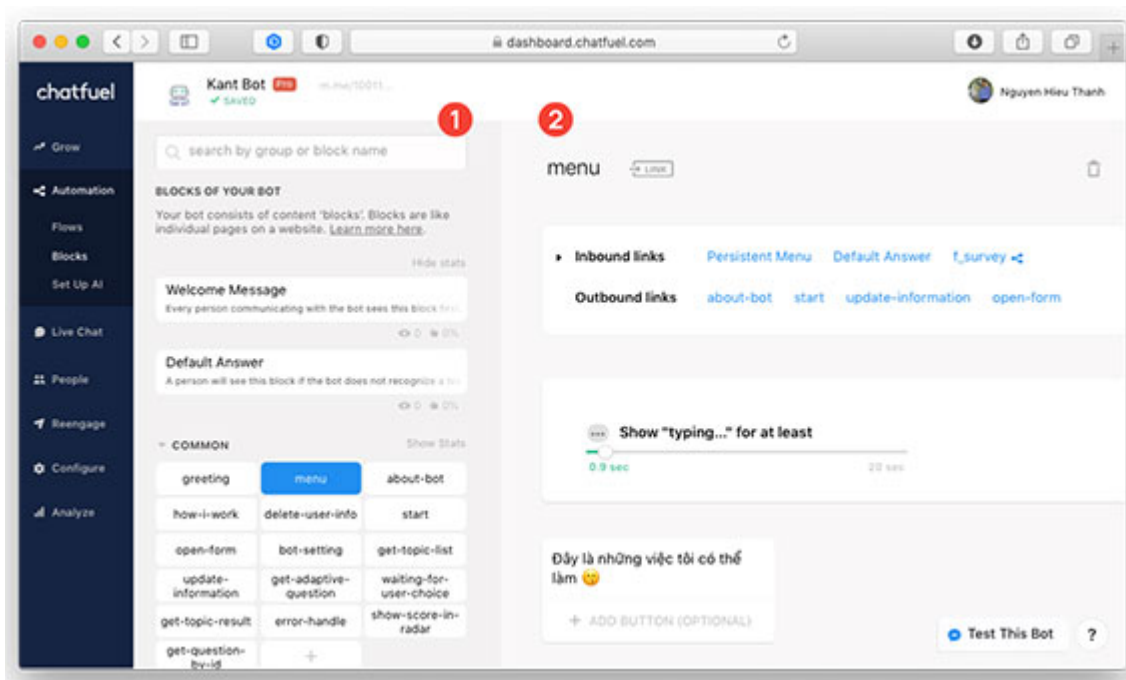 dashboard.chatfuel.com
chatfuel
Kant Bot Pro
SAVED
Nguyen Hieu Thanh
1
2
Grow
Automation
Flows
Blocks
Set Up AI
Live Chat
People
Reengage
Configure
Analyze
search by group or block name
BLOCKS OF YOUR BOT
Your bot consists of content 'blocks'. Blocks are like
individual pages on a website. Learn more here.
Hide stats
Welcome Message
Every person communicating with the bot sees this block
0 0%
Default Answer
A person will see this block if the bot does not recognize a
0 0%
COMMON Show Stats
greeting menu about-bot
how-i-work delete-user-info start
open-form bot-setting get-topic-list
update-
information
get-adaptive-
question
waiting-for-
user-choice
get-topic-result error-handle
show-score-in-
radar
get-question-
by-id
+
menu LINK
Inbound links Persistent Menu Default Answer f_survey
Outbound links about-bot start update-information open-form
Show "typing..." for at least
0.9 sec 20 sec
Đây là những việc tôi có thể
làm 😙
+ ADD BUTTON (OPTIONAL)
Test This Bot ?